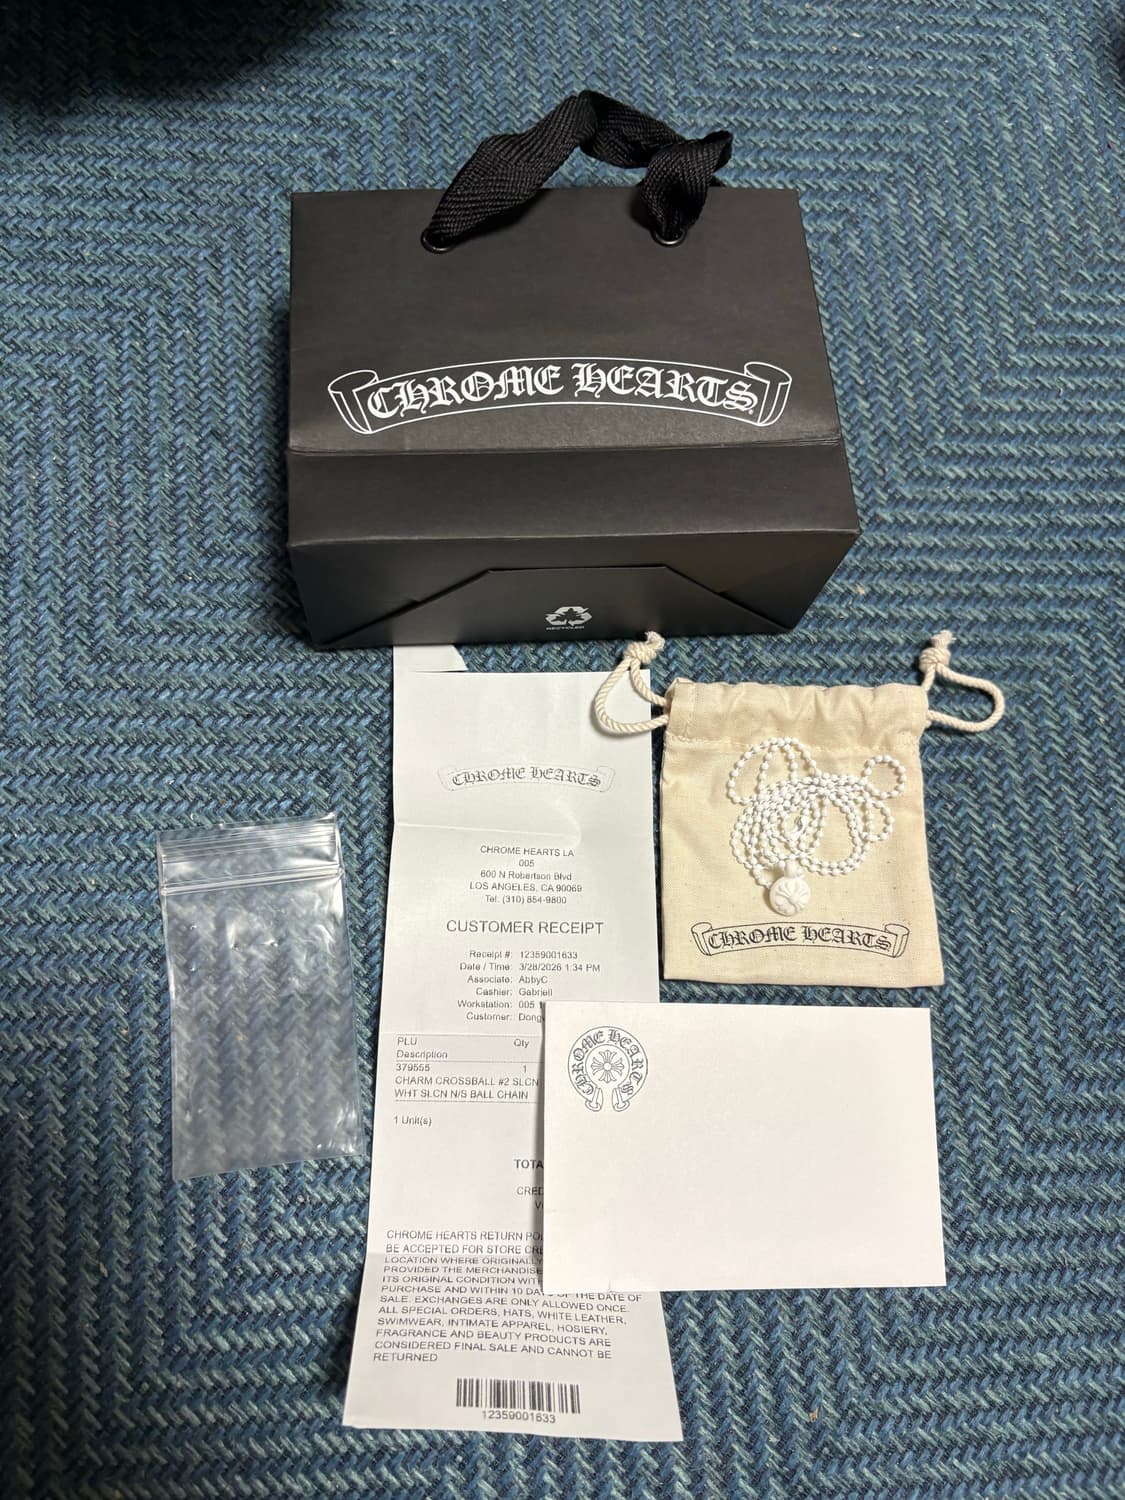 CHROME HEARTS
RECYCLED
CHROME HEARTS
CHROME HEARTS LA
005
600 N Robertson Blvd
LOS ANGELES, CA 90069
Tel. (310) 854-9800
CUSTOMER RECEIPT
Receipt #: 12359001633
Date / Time: 3/28/2026 1:34 PM
Associate: AbbyC
Cashier: Gabriell
Workstation: 005
Customer:
PLU Qty
Description
379555 1
CHARM CROSSBALL #2 SLCN
WHT SLCN N/S BALL CHAIN
1 Unit(s)
TOTA
CRED
CHROME HEARTS RETURN
BE ACCEPTED FOR STORE
LOCATION WHERE ORIGINALLY
PROVIDED THE MERCHANDISE
ITS ORIGINAL CONDITION
PURCHASE AND WITHIN 10 DAYS OF THE DATE OF
SALE. EXCHANGES ARE ONLY ALLOWED ONCE.
ALL SPECIAL ORDERS, HATS, WHITE LEATHER,
SWIMWEAR, INTIMATE APPAREL, HOSIERY,
FRAGRANCE AND BEAUTY PRODUCTS ARE
CONSIDERED FINAL SALE AND CANNOT BE
RETURNED
12359001633
CHROME HEARTS
CHROME HEARTS